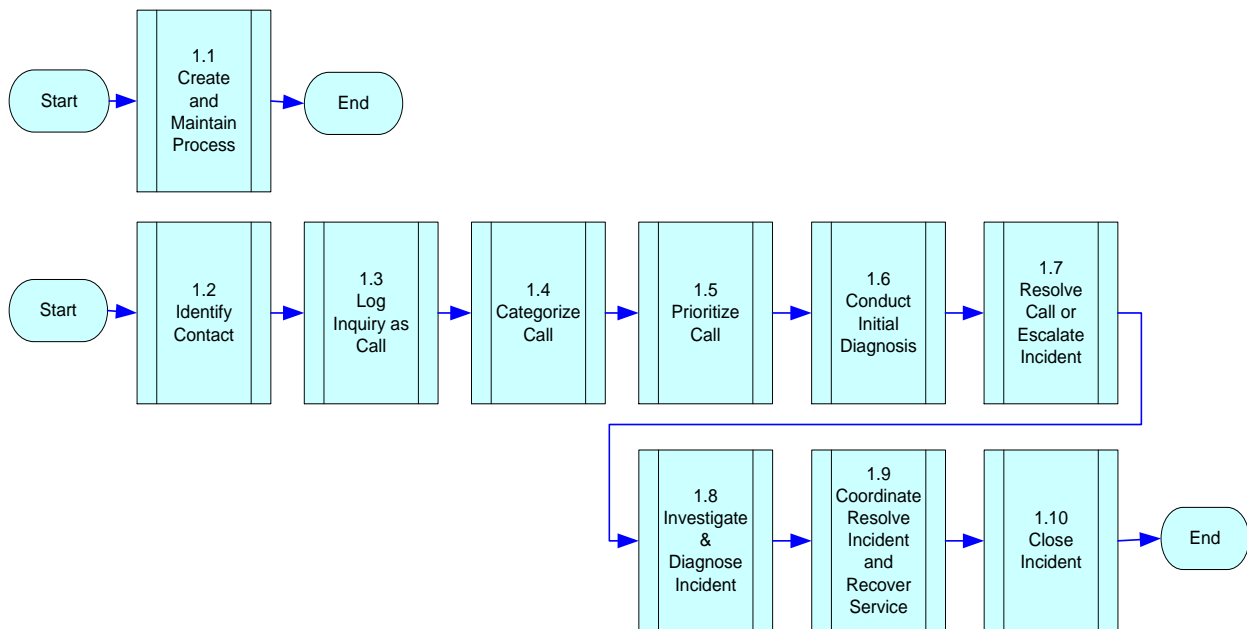 Start
1.1
Create
and
Maintain
Process
End
Start
1.2
Identify
Contact
1.3
Log
Inquiry as
Call
1.4
Categorize
Call
1.5
Prioritize
Call
1.6
Conduct
Initial
Diagnosis
1.7
Resolve
Call or
Escalate
Incident
1.8
Investigate
&
Diagnose
Incident
1.9
Coordinate
Resolve
Incident
and
Recover
Service
1.10
Close
Incident
End